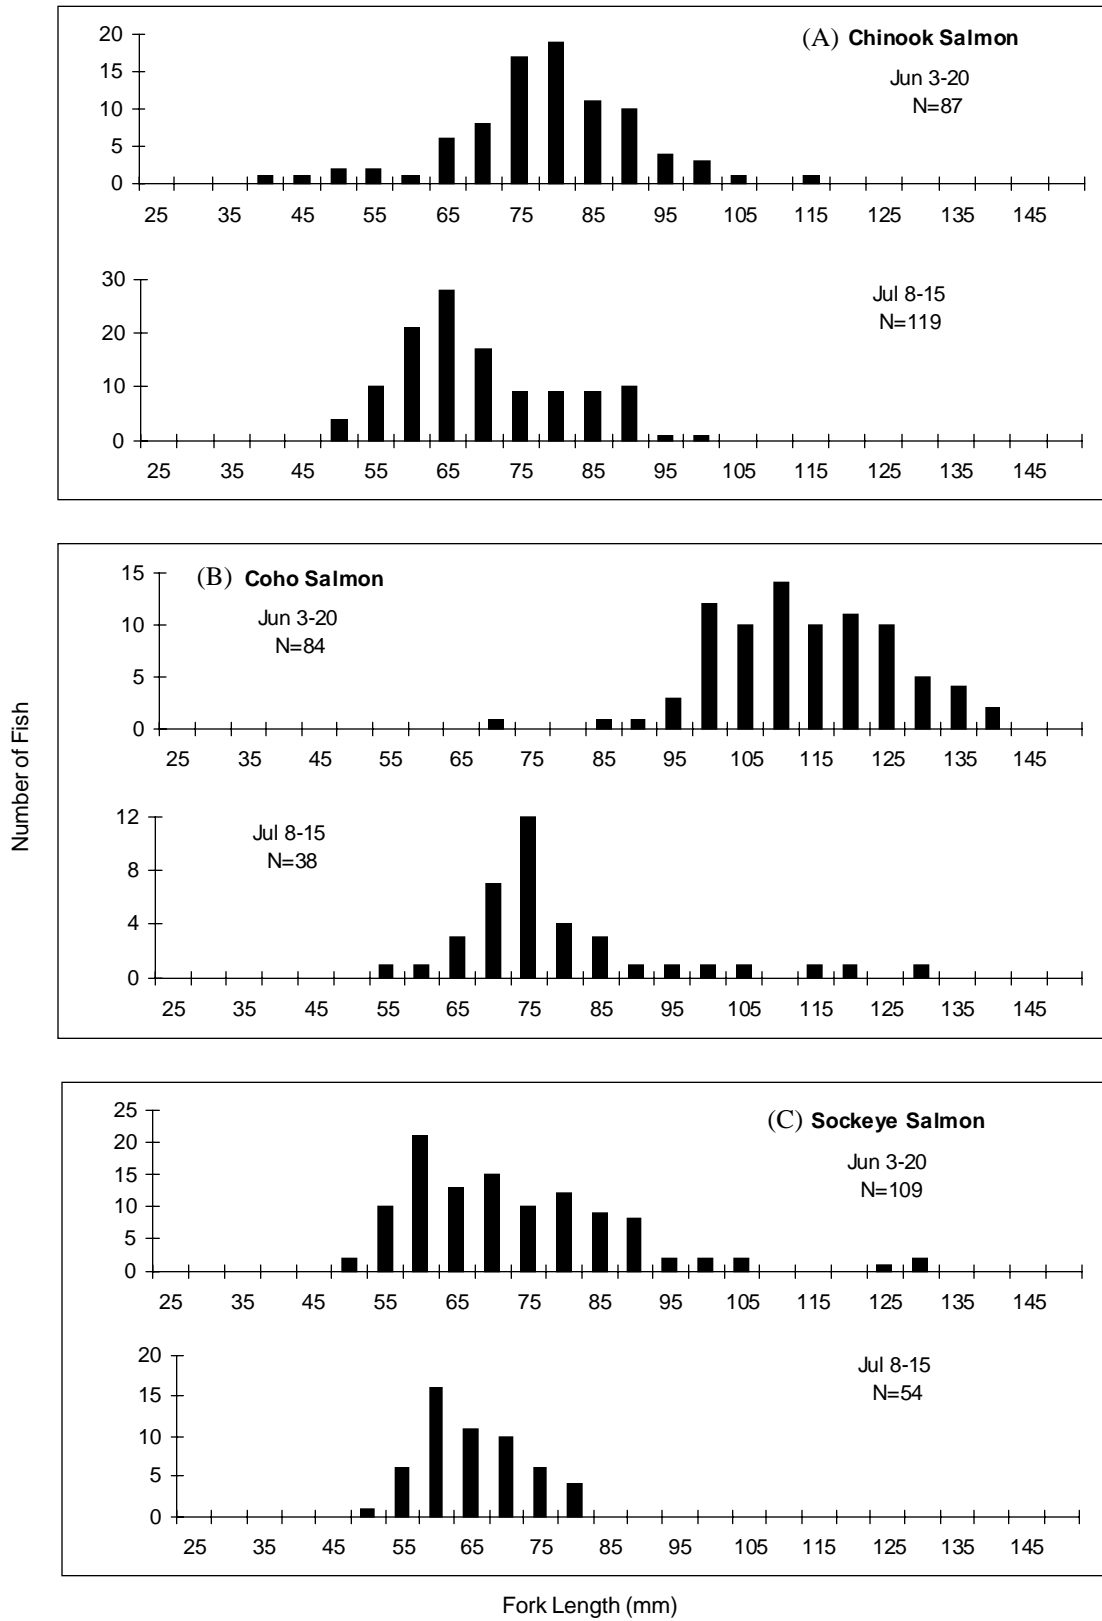 (A) Chinook Salmon
Jun 3-20
N=87
20
15
10
5
0
25 35 45 55 65 75 85 95 105 115 125 135 145
Jul 8-15
N=119
30
20
10
0
25 35 45 55 65 75 85 95 105 115 125 135 145
(B) Coho Salmon
Jun 3-20
N=84
15
10
5
0
25 35 45 55 65 75 85 95 105 115 125 135 145
Number of Fish
Jul 8-15
N=38
12
8
4
0
25 35 45 55 65 75 85 95 105 115 125 135 145
(C) Sockeye Salmon
Jun 3-20
N=109
25
20
15
10
5
0
25 35 45 55 65 75 85 95 105 115 125 135 145
Jul 8-15
N=54
20
15
10
5
0
25 35 45 55 65 75 85 95 105 115 125 135 145
Fork Length (mm)